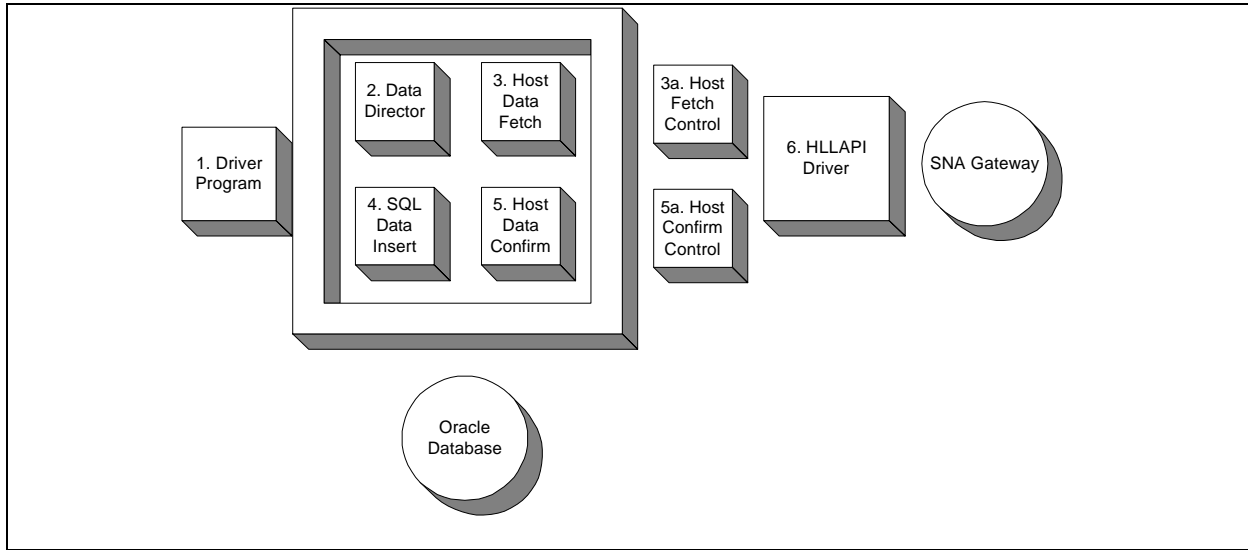 1. Driver
Program
2. Data
Director
3. Host
Data
Fetch
4. SQL
Data
Insert
5. Host
Data
Confirm
3a. Host
Fetch
Control
5a. Host
Confirm
Control
6. HLLAPI
Driver
SNA Gateway
Oracle
Database